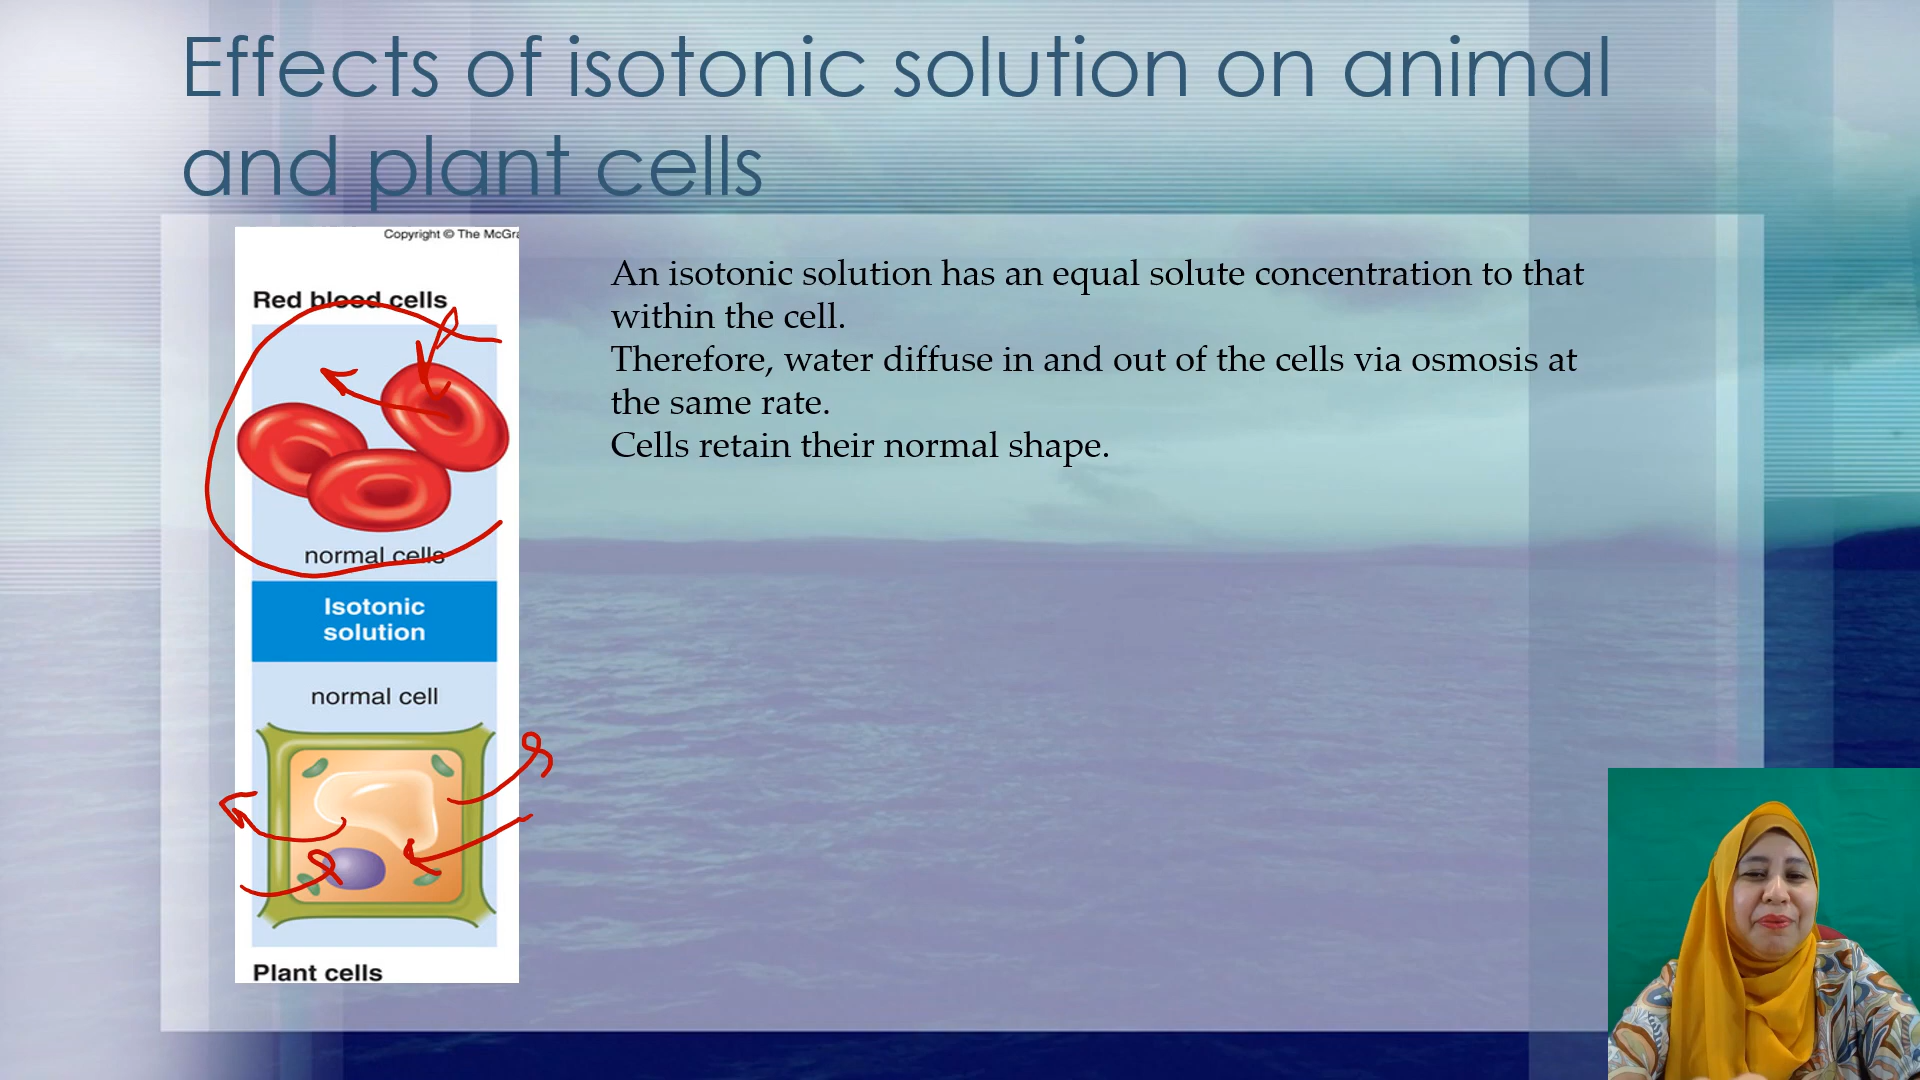 Effects of isotonic solution on animal
and plant cells
Copyright © The McGra
Red blood cells
normal cells
Isotonic
solution
normal cell
Plant cells
An isotonic solution has an equal solute concentration to that
within the cell.
Therefore, water diffuse in and out of the cells via osmosis at
the same rate.
Cells retain their normal shape.